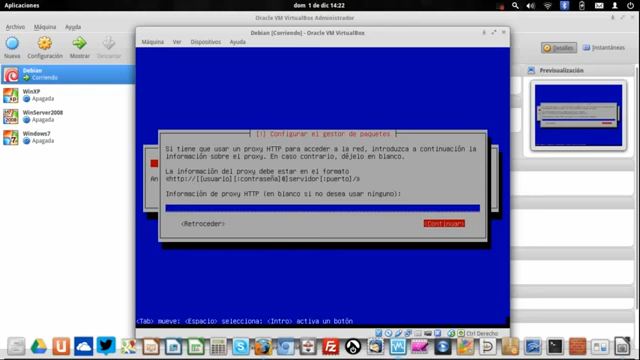 Aplicaciones
dom 1 de dic 14:22
Oracle VM VirtualBox Administrador
Archivo Máquina Ayuda
Nueva Configuración Mostrar Descartar
Detalles Instantáneas
Debian
Corriendo
WinXP
Apagada
WinServer2008
Apagada
Windows7
Apagada
Previsualización
Debian [Corriendo] - Oracle VM VirtualBox
Máquina Ver Dispositivos Ayuda
[!] Configurar el gestor de paquetes
Si tiene que usar un proxy HTTP para acceder a la red, introduzca a continuación la
información sobre el proxy. En caso contrario, déjelo en blanco.
La información del proxy debe estar en el formato
«http://[[usuario][:contraseña]@]servidor[:puerto]/»
Información de proxy HTTP (en blanco si no desea usar ninguno):
<Retroceder>
<Continuar>
<Tab> mueve; <Espacio> selecciona; <Intro> activa un botón
Ctrl Derecho